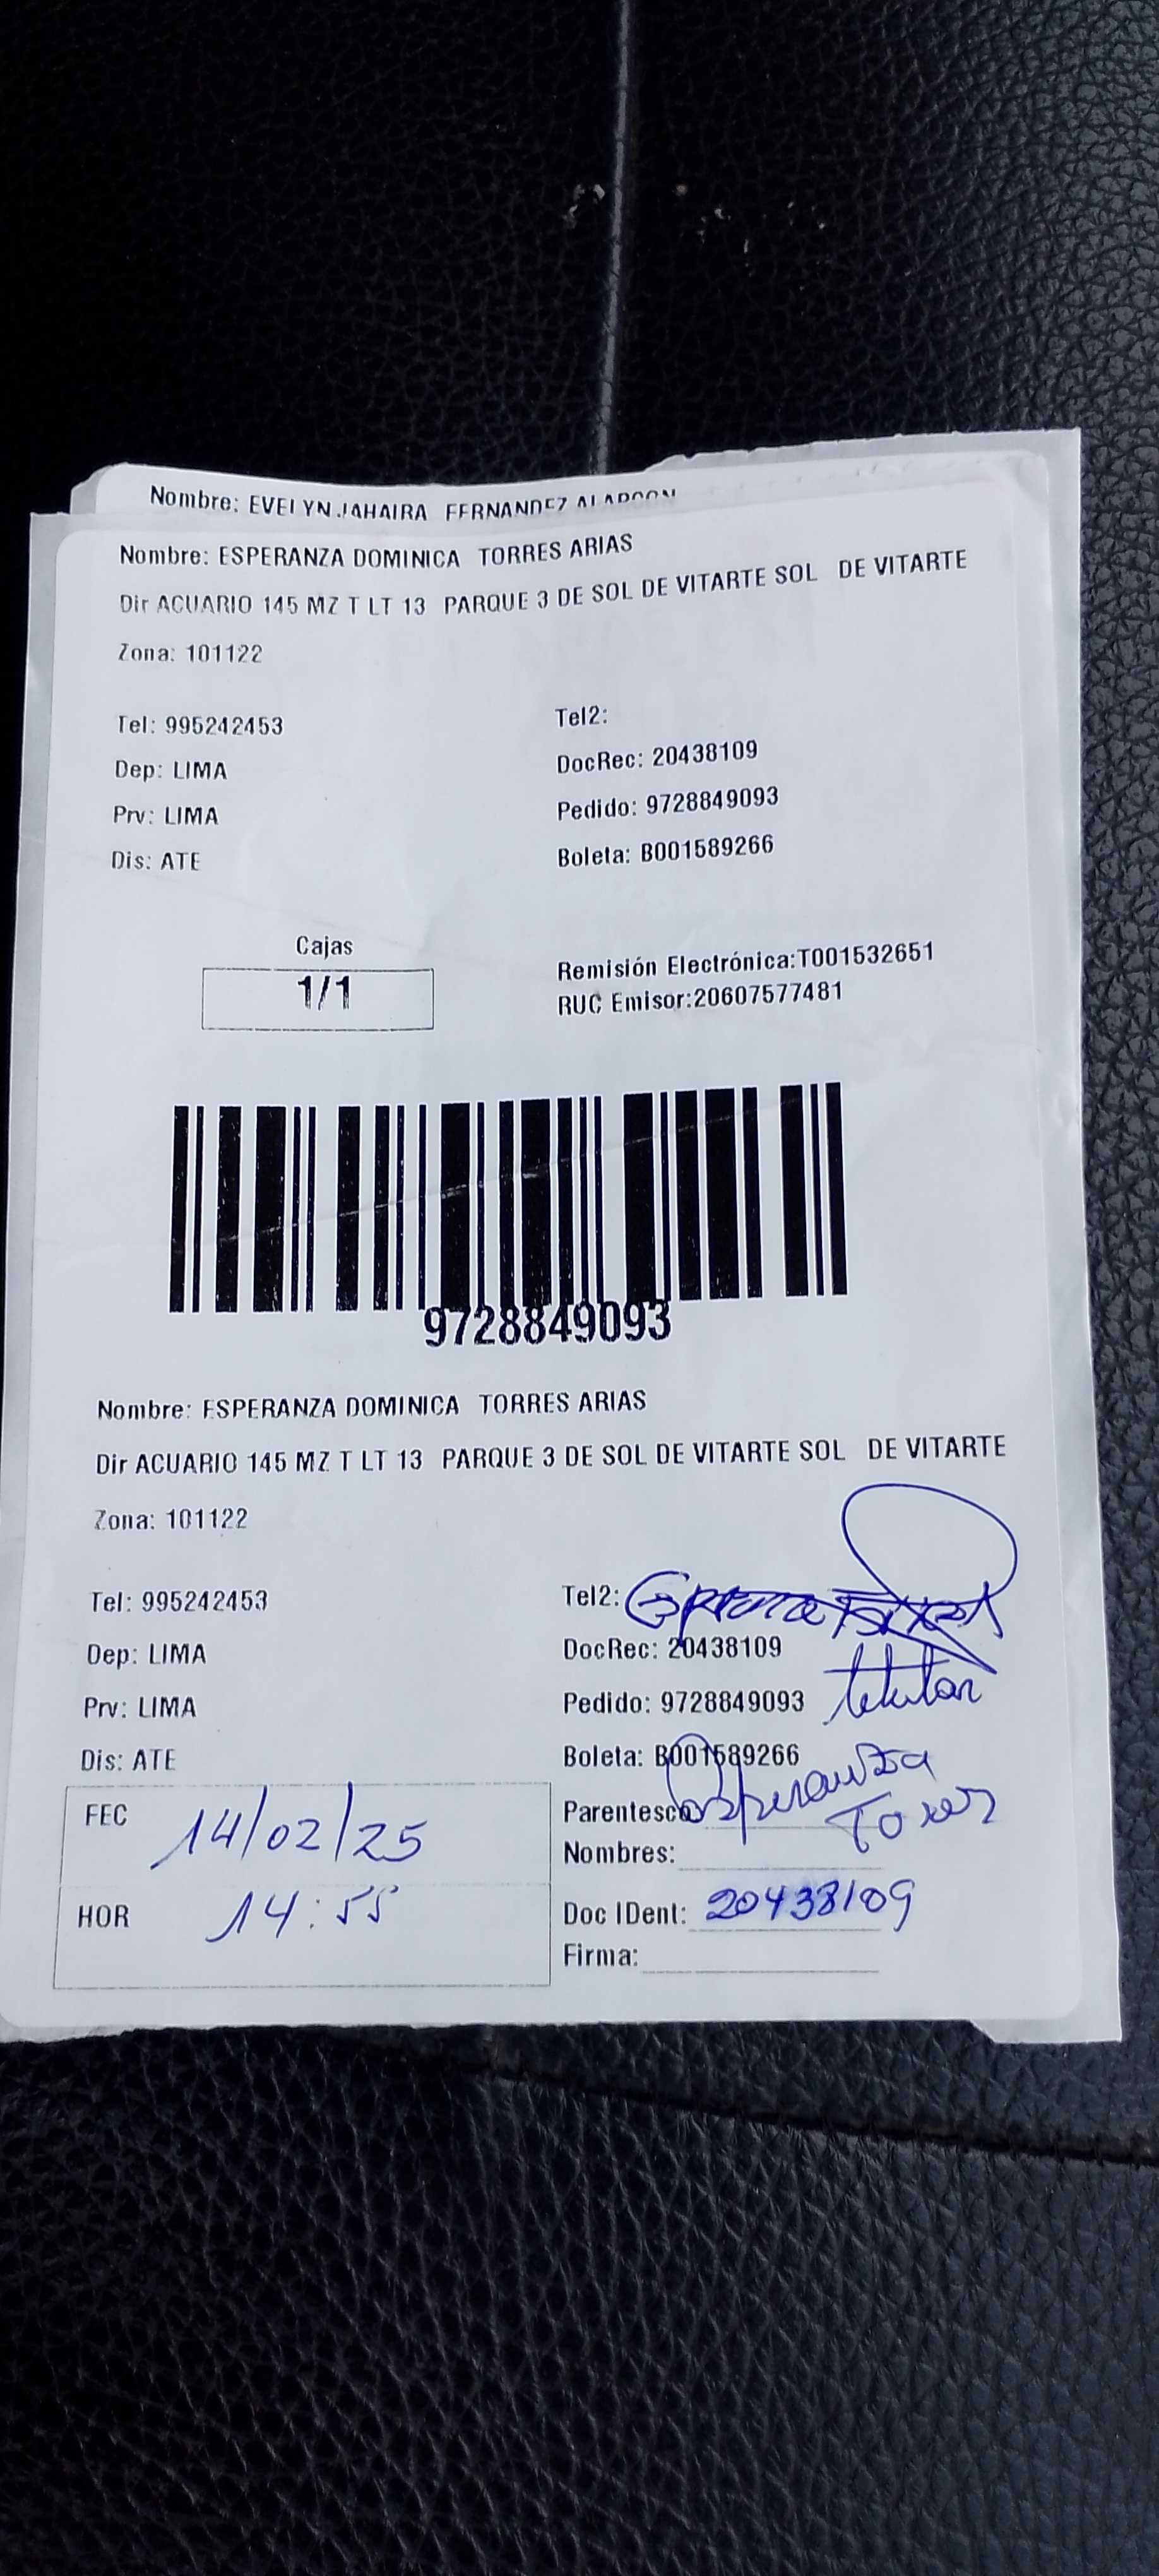 Nombre: EVELYN JAHAIRA FERNANDEZ ALARCON
Nombre: ESPERANZA DOMINICA TORRES ARIAS
Dir ACUARIO 145 MZ T LT 13 PARQUE 3 DE SOL DE VITARTE SOL DE VITARTE
Zona: 101122
Tel: 995242453
Tel2:
Dep: LIMA
DocRec: 20438109
Prv: LIMA
Pedido: 9728849093
Dis: ATE
Boleta: B001589266
Cajas
1/1
Remisión Electrónica:T001532651
RUC Emisor:20607577481
9728849093
Nombre: ESPERANZA DOMINICA TORRES ARIAS
Dir ACUARIO 145 MZ T LT 13 PARQUE 3 DE SOL DE VITARTE SOL DE VITARTE
Zona: 101122
Tel: 995242453
Tel2:
Dep: LIMA
DocRec: 20438109
Prv: LIMA
Pedido: 9728849093 titular
Dis: ATE
Boleta: B001589266
FEC 14/02/25
Parentesco Esperanza
Torres
Nombres:
HOR 14:55
Doc IDent: 20438109
Firma: